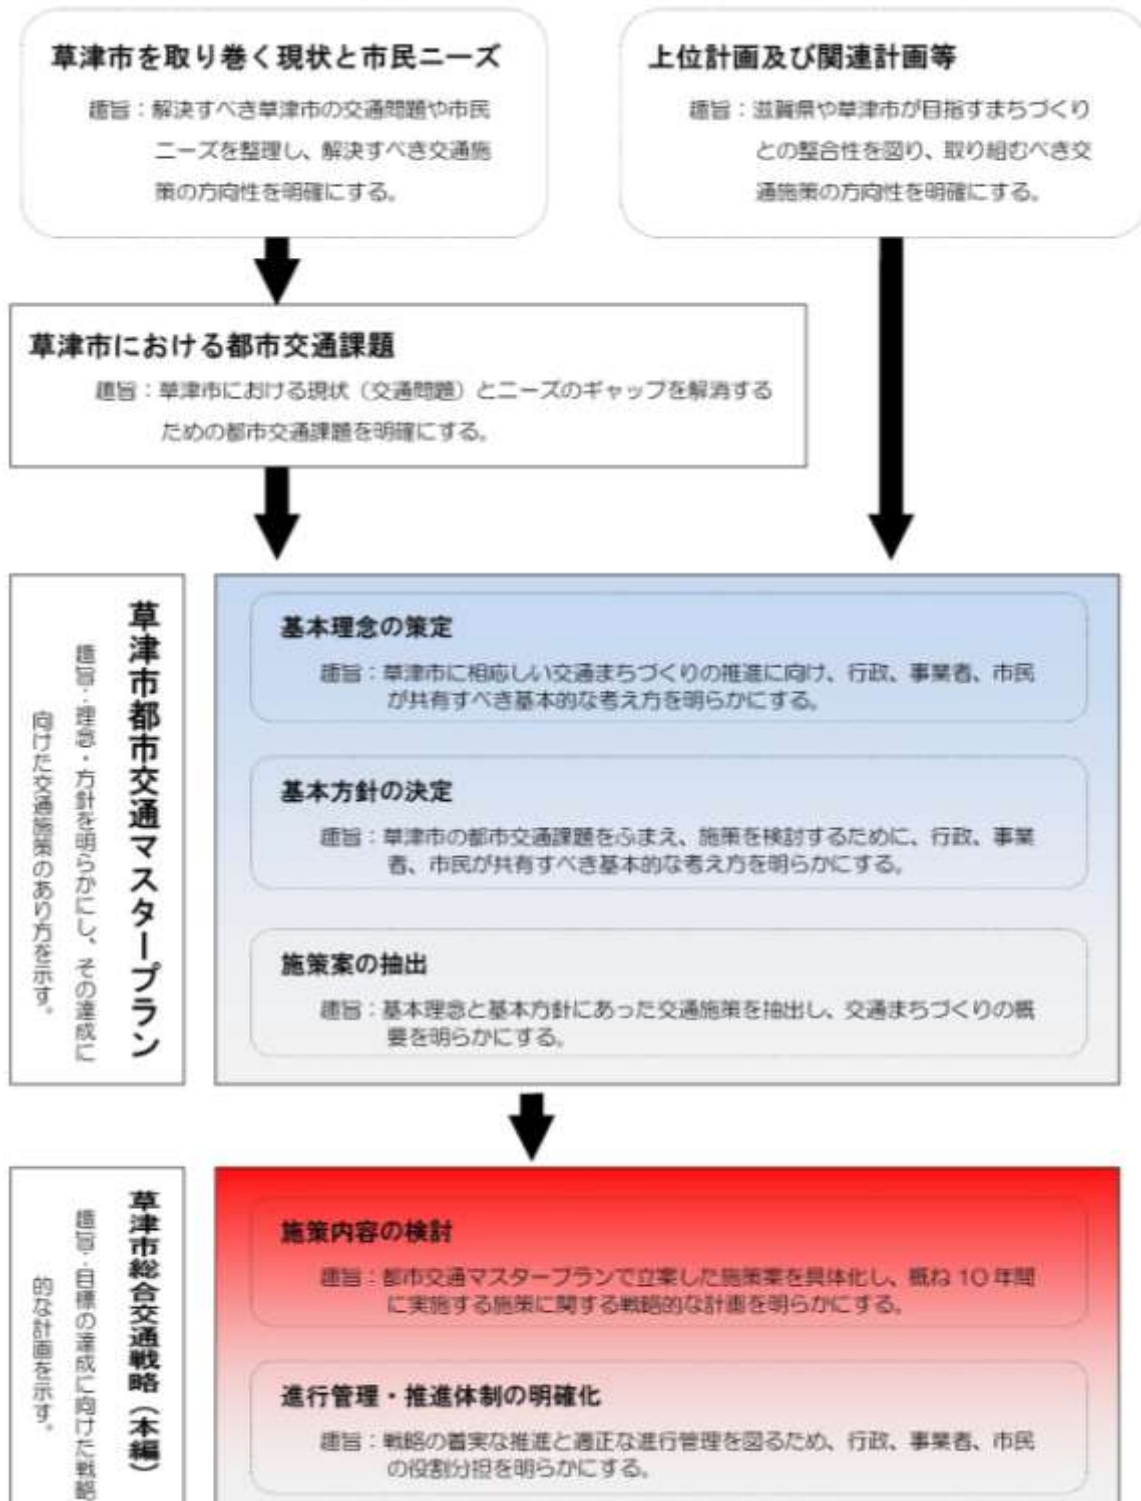 草津市を取り巻く現状と市民ニーズ
趣旨：解決すべき草津市の交通問題や市民
ニーズを整理し、解決すべき交通施
策の方向性を明確にする。
上位計画及び関連計画等
趣旨：滋賀県や草津市が目指すまちづくり
との整合性を図り、取り組むべき交
通施策の方向性を明確にする。
草津市における都市交通課題
趣旨：草津市における現状（交通問題）とニーズのギャップを解消する
ための都市交通課題を明確にする。
草津市都市交通マスタープラン
趣旨：理念・方針を明らかにし、その達成に
向けた交通施策のあり方を示す。
基本理念の策定
趣旨：草津市に相応しい交通まちづくりの推進に向け、行政、事業者、市民
が共有すべき基本的な考え方を明らかにする。
基本方針の決定
趣旨：草津市の都市交通課題をふまえ、施策を検討するために、行政、事業
者、市民が共有すべき基本的な考え方を明らかにする。
施策案の抽出
趣旨：基本理念と基本方針にあった交通施策を抽出し、交通まちづくりの概
要を明らかにする。
草津市総合交通戦略（本編）
趣旨：目標の達成に向けた戦略
的な計画を示す。
施策内容の検討
趣旨：都市交通マスタープランで立案した施策案を具体化し、概ね 10 年間
に実施する施策に関する戦略的な計画を明らかにする。
進行管理・推進体制の明確化
趣旨：戦略の着実な推進と適正な進行管理を図るため、行政、事業者、市民
の役割分担を明らかにする。